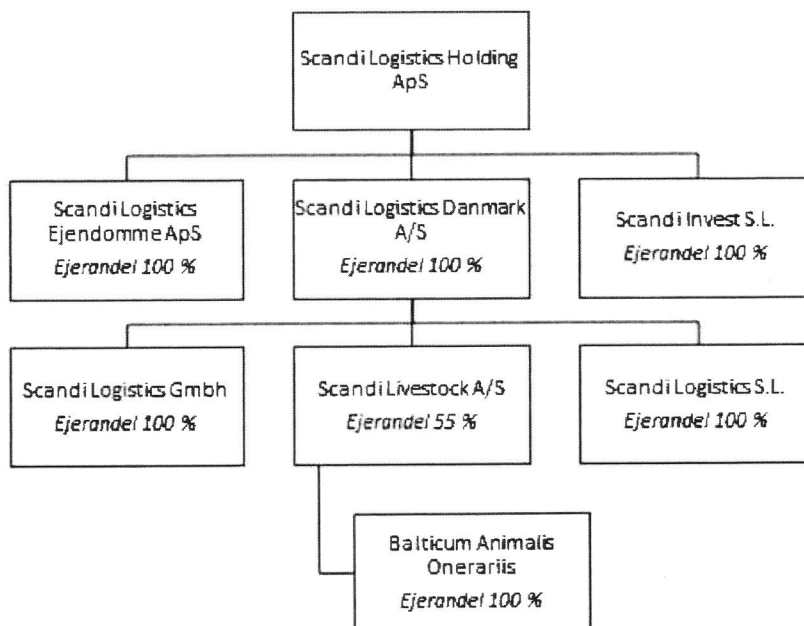 Scandi Logistics Holding
ApS
Scandi Logistics
Ejendomme ApS
Ejerandel 100 %
Scandi Logistics Danmark
A/S
Ejerandel 100 %
Scandi Invest S.L.
Ejerandel 100 %
Scandi Logistics Gmbh
Ejerandel 100 %
Scandi Livestock A/S
Ejerandel 55 %
Scandi Logistics S.L.
Ejerandel 100 %
Balticum Animalis
Onerariis
Ejerandel 100 %